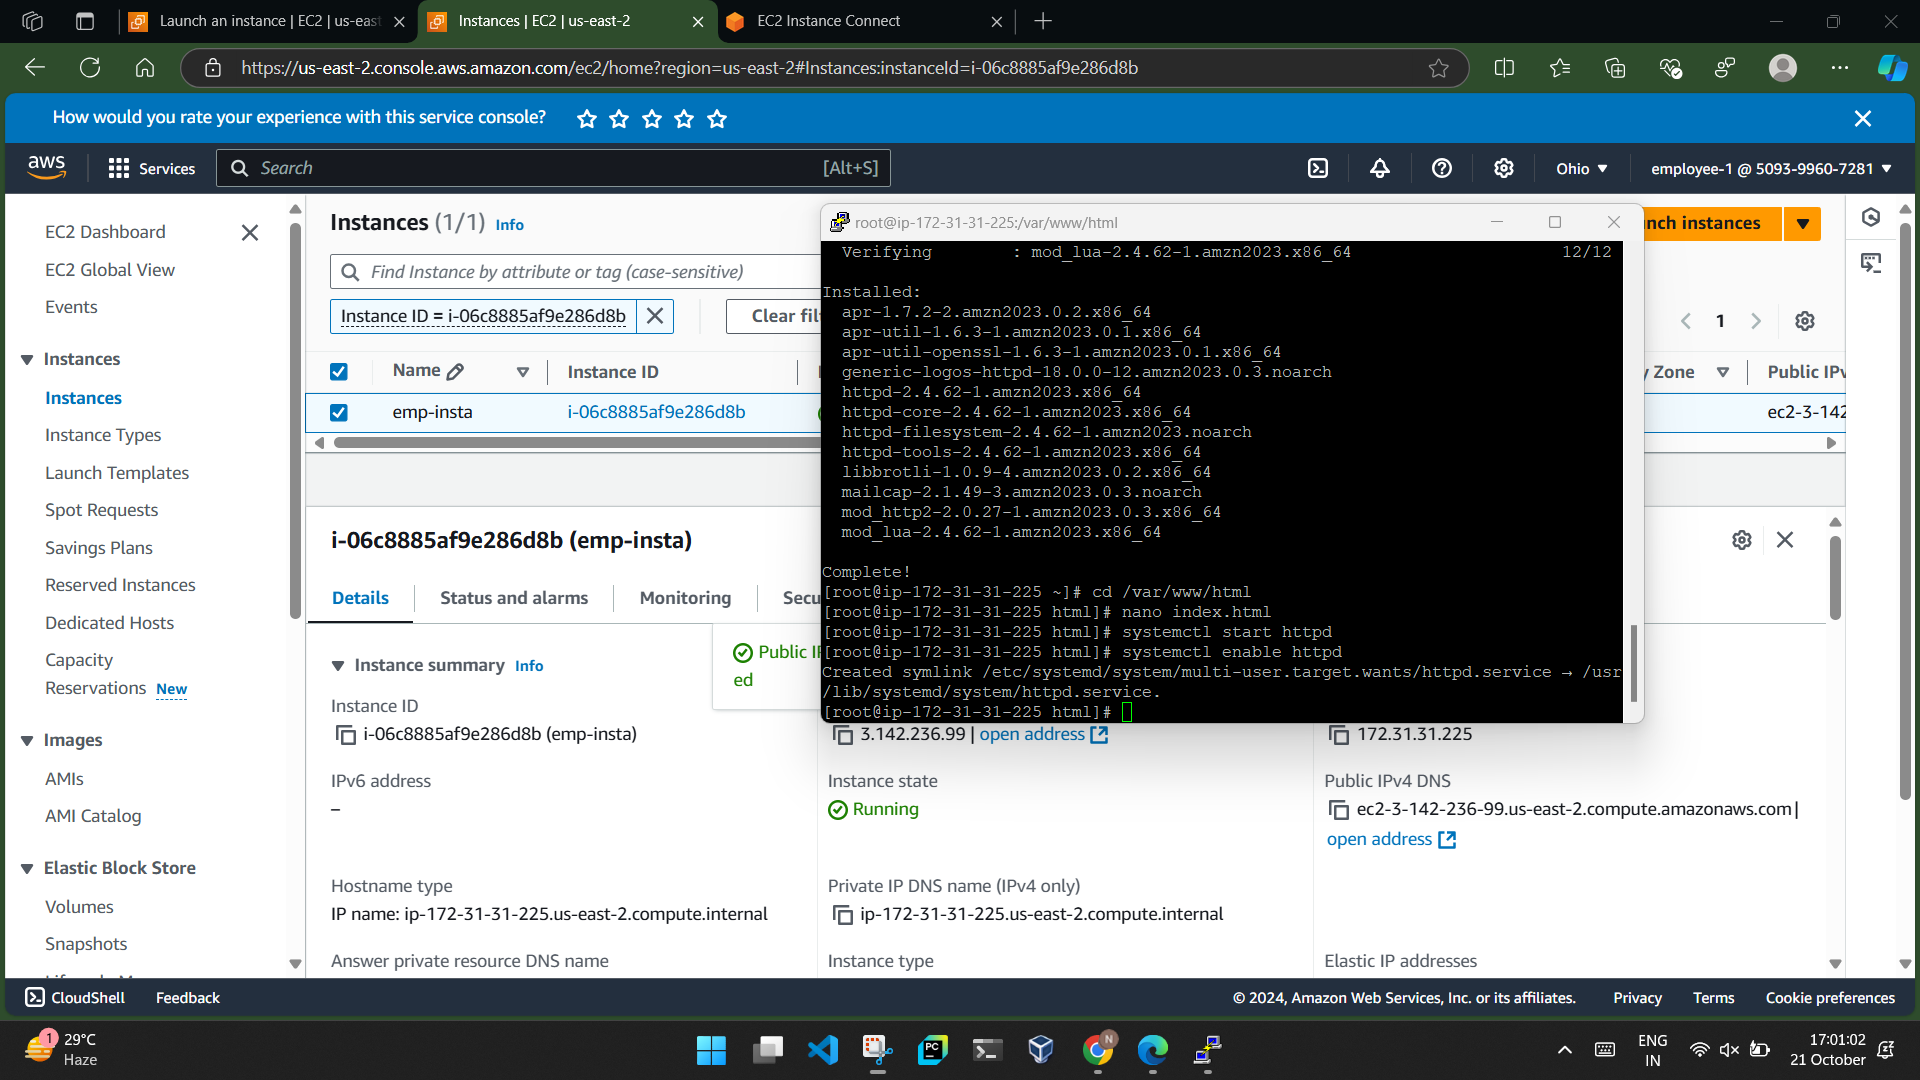 Launch an instance | EC2 | us-east
Instances | EC2 | us-east-2
EC2 Instance Connect
https://us-east-2.console.aws.amazon.com/ec2/home?region=us-east-2#Instances:instanceId=i-06c8885af9e286d8b
How would you rate your experience with this service console?
aws
Services
Search
[Alt+S]
Ohio
employee-1 @ 5093-9960-7281
EC2 Dashboard
EC2 Global View
Events
Instances
Instances
Instance Types
Launch Templates
Spot Requests
Savings Plans
Reserved Instances
Dedicated Hosts
Capacity
Reservations New
Images
AMIs
AMI Catalog
Elastic Block Store
Volumes
Snapshots
Instances (1/1) Info
nch instances
Find Instance by attribute or tag (case-sensitive)
Instance ID = i-06c8885af9e286d8b
Clear fil
1
Name
Instance ID
y Zone
Public IPv
emp-insta
i-06c8885af9e286d8b
ec2-3-142
root@ip-172-31-31-225:/var/www/html
Verifying : mod_lua-2.4.62-1.amzn2023.x86_64 12/12
Installed:
apr-1.7.2-2.amzn2023.0.2.x86_64
apr-util-1.6.3-1.amzn2023.0.1.x86_64
apr-util-openssl-1.6.3-1.amzn2023.0.1.x86_64
generic-logos-httpd-18.0.0-12.amzn2023.0.3.noarch
httpd-2.4.62-1.amzn2023.x86_64
httpd-core-2.4.62-1.amzn2023.x86_64
httpd-filesystem-2.4.62-1.amzn2023.noarch
httpd-tools-2.4.62-1.amzn2023.x86_64
libbrotli-1.0.9-4.amzn2023.0.2.x86_64
mailcap-2.1.49-3.amzn2023.0.3.noarch
mod_http2-2.0.27-1.amzn2023.0.3.x86_64
mod_lua-2.4.62-1.amzn2023.x86_64
Complete!
[root@ip-172-31-31-225 ~]# cd /var/www/html
[root@ip-172-31-31-225 html]# nano index.html
[root@ip-172-31-31-225 html]# systemctl start httpd
[root@ip-172-31-31-225 html]# systemctl enable httpd
Created symlink /etc/systemd/system/multi-user.target.wants/httpd.service → /usr
/lib/systemd/system/httpd.service.
[root@ip-172-31-31-225 html]#
i-06c8885af9e286d8b (emp-insta)
Details
Status and alarms
Monitoring
Secu
Instance summary Info
Public IP
ed
Instance ID
i-06c8885af9e286d8b (emp-insta)
3.142.236.99 | open address
172.31.31.225
IPv6 address
–
Instance state
Running
Public IPv4 DNS
ec2-3-142-236-99.us-east-2.compute.amazonaws.com |
open address
Hostname type
IP name: ip-172-31-31-225.us-east-2.compute.internal
Private IP DNS name (IPv4 only)
ip-172-31-31-225.us-east-2.compute.internal
Answer private resource DNS name
Instance type
Elastic IP addresses
CloudShell
Feedback
© 2024, Amazon Web Services, Inc. or its affiliates.
Privacy
Terms
Cookie preferences
1
29°C
Haze
PC
N
ENG
IN
17:01:02
21 October